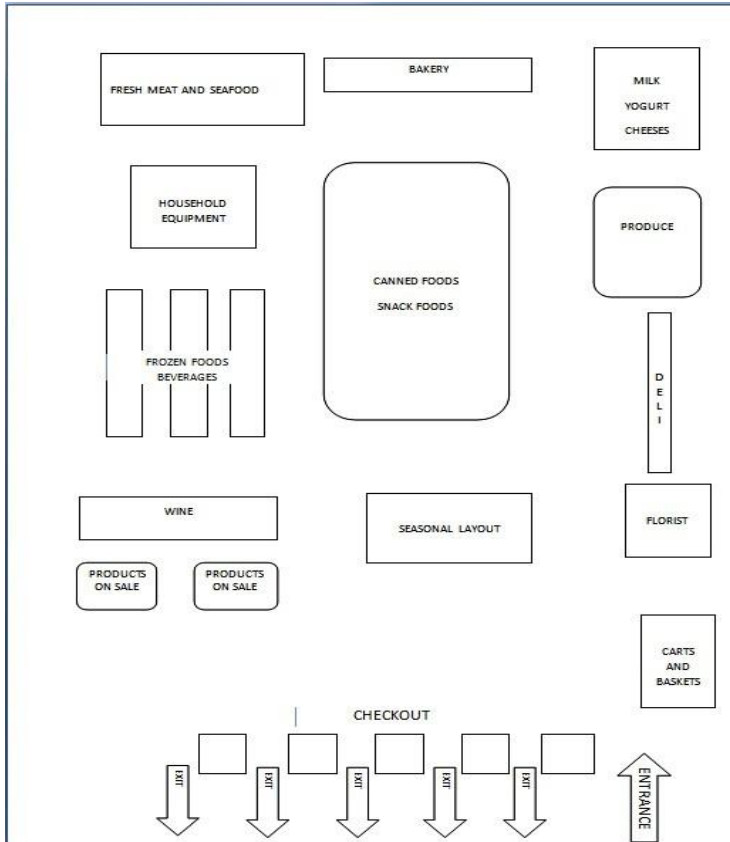 BAKERY
FRESH MEAT AND SEAFOOD
MILK
YOGURT
CHEESES
HOUSEHOLD
EQUIPMENT
PRODUCE
CANNED FOODS
SNACK FOODS
FROZEN FOODS
BEVERAGES
D
E
L
I
WINE
SEASONAL LAYOUT
FLORIST
PRODUCTS
ON SALE
PRODUCTS
ON SALE
CARTS
AND
BASKETS
CHECKOUT
EXIT
EXIT
EXIT
EXIT
EXIT
ENTRANCE